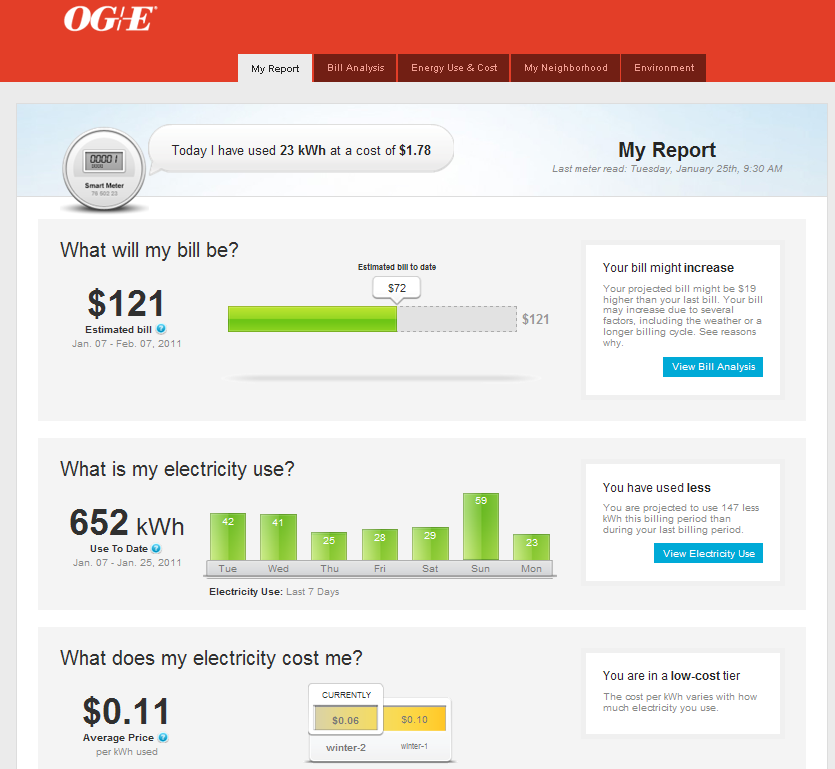 OG+E
My Report
Bill Analysis
Energy Use & Cost
My Neighborhood
Environment
00001
Smart Meter
Today I have used 23 kWh at a cost of $1.78
My Report
Last meter read: Tuesday, January 25th, 9:30 AM
What will my bill be?
$121
Estimated bill ?
Jan. 07 - Feb. 07, 2011
Estimated bill to date
$72
$121
Your bill might increase
Your projected bill might be $19
higher than your last bill. Your bill
may increase due to several
factors, including the weather or a
longer billing cycle. See reasons
why.
View Bill Analysis
What is my electricity use?
652 kWh
Use To Date ?
Jan. 07 - Jan. 25, 2011
42 41 25 28 29 59 23
Tue Wed Thu Fri Sat Sun Mon
Electricity Use: Last 7 Days
You have used less
You are projected to use 147 less
kWh this billing period than
during your last billing period.
View Electricity Use
What does my electricity cost me?
$0.11
Average Price ?
per kWh used
CURRENTLY
$0.06 $0.10
winter-2 winter-1
You are in a low-cost tier
The cost per kWh varies with how
much electricity you use.